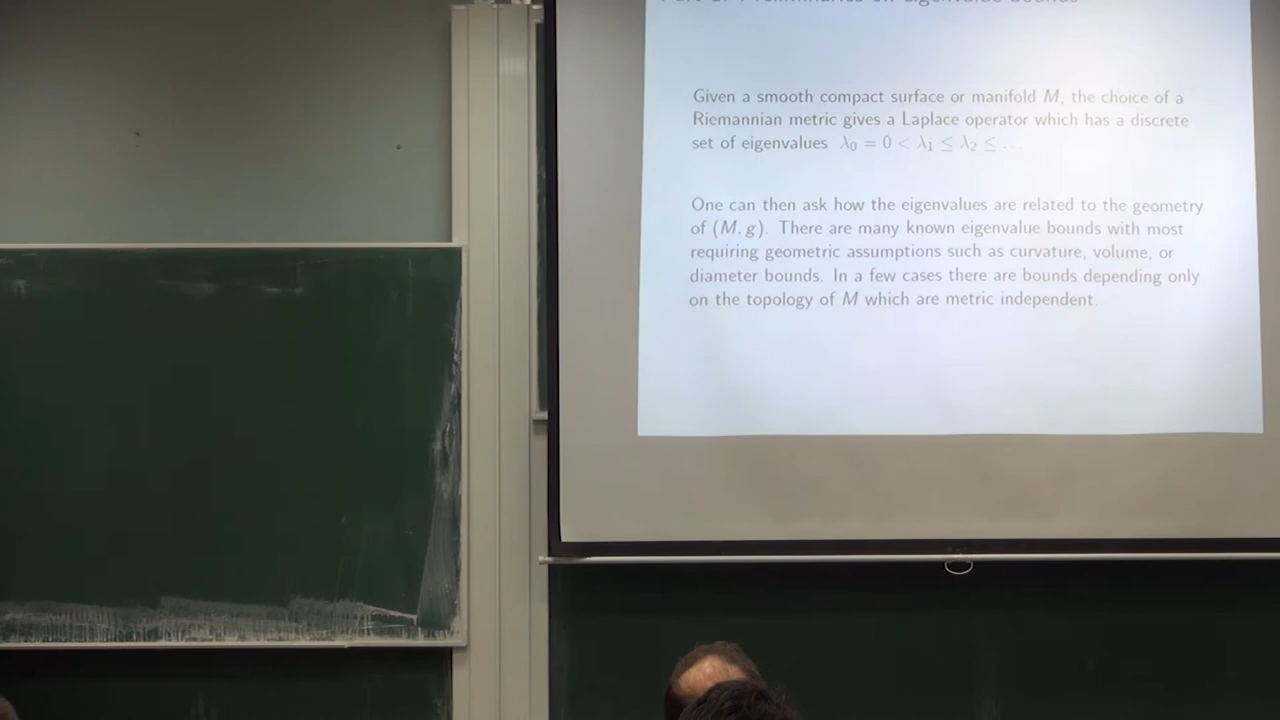 Given a smooth compact surface or manifold M, the choice of a
Riemannian metric gives a Laplace operator which has a discrete
set of eigenvalues λ₀ = 0 < λ₁ ≤ λ₂ ≤ ...
One can then ask how the eigenvalues are related to the geometry
of (M, g). There are many known eigenvalue bounds with most
requiring geometric assumptions such as curvature, volume, or
diameter bounds. In a few cases there are bounds depending only
on the topology of M which are metric independent.